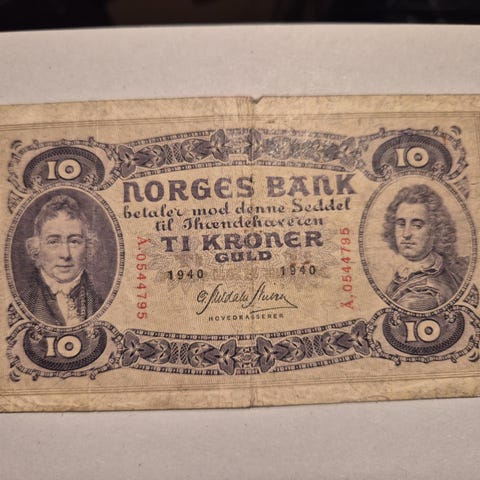 10 10
NORGES BANK
betaler mod denne Seddel
til Ihændehaveren
TI KRONER
GULD
1940 1940
A.0544795
A.0544795
HOVEDKASSERER
10 10